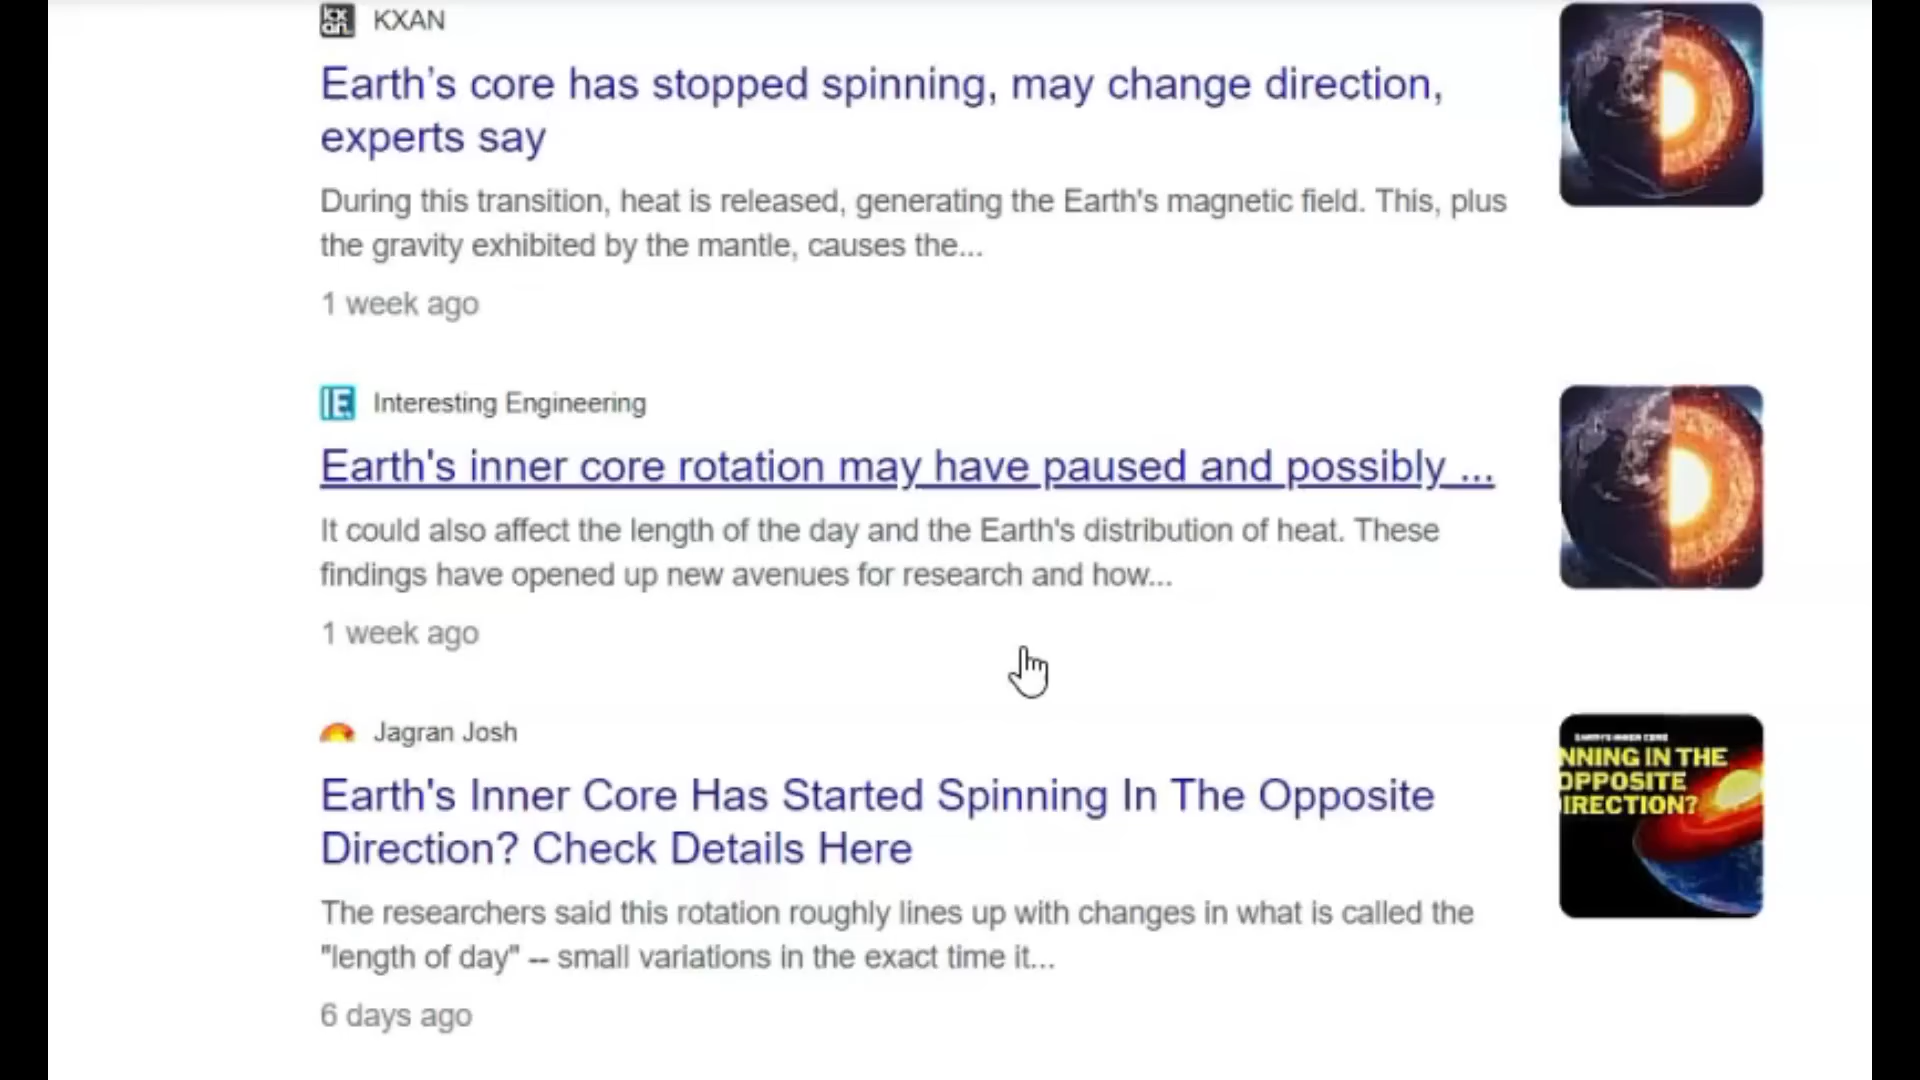 KXAN
Earth’s core has stopped spinning, may change direction,
experts say
During this transition, heat is released, generating the Earth's magnetic field. This, plus
the gravity exhibited by the mantle, causes the...
1 week ago
IE
Interesting Engineering
Earth's inner core rotation may have paused and possibly ...
It could also affect the length of the day and the Earth's distribution of heat. These
findings have opened up new avenues for research and how...
1 week ago
Jagran Josh
Earth's Inner Core Has Started Spinning In The Opposite
Direction? Check Details Here
EARTH'S INNER CORE
NNING IN THE
OPPOSITE
IRECTION?
The researchers said this rotation roughly lines up with changes in what is called the
"length of day" -- small variations in the exact time it...
6 days ago